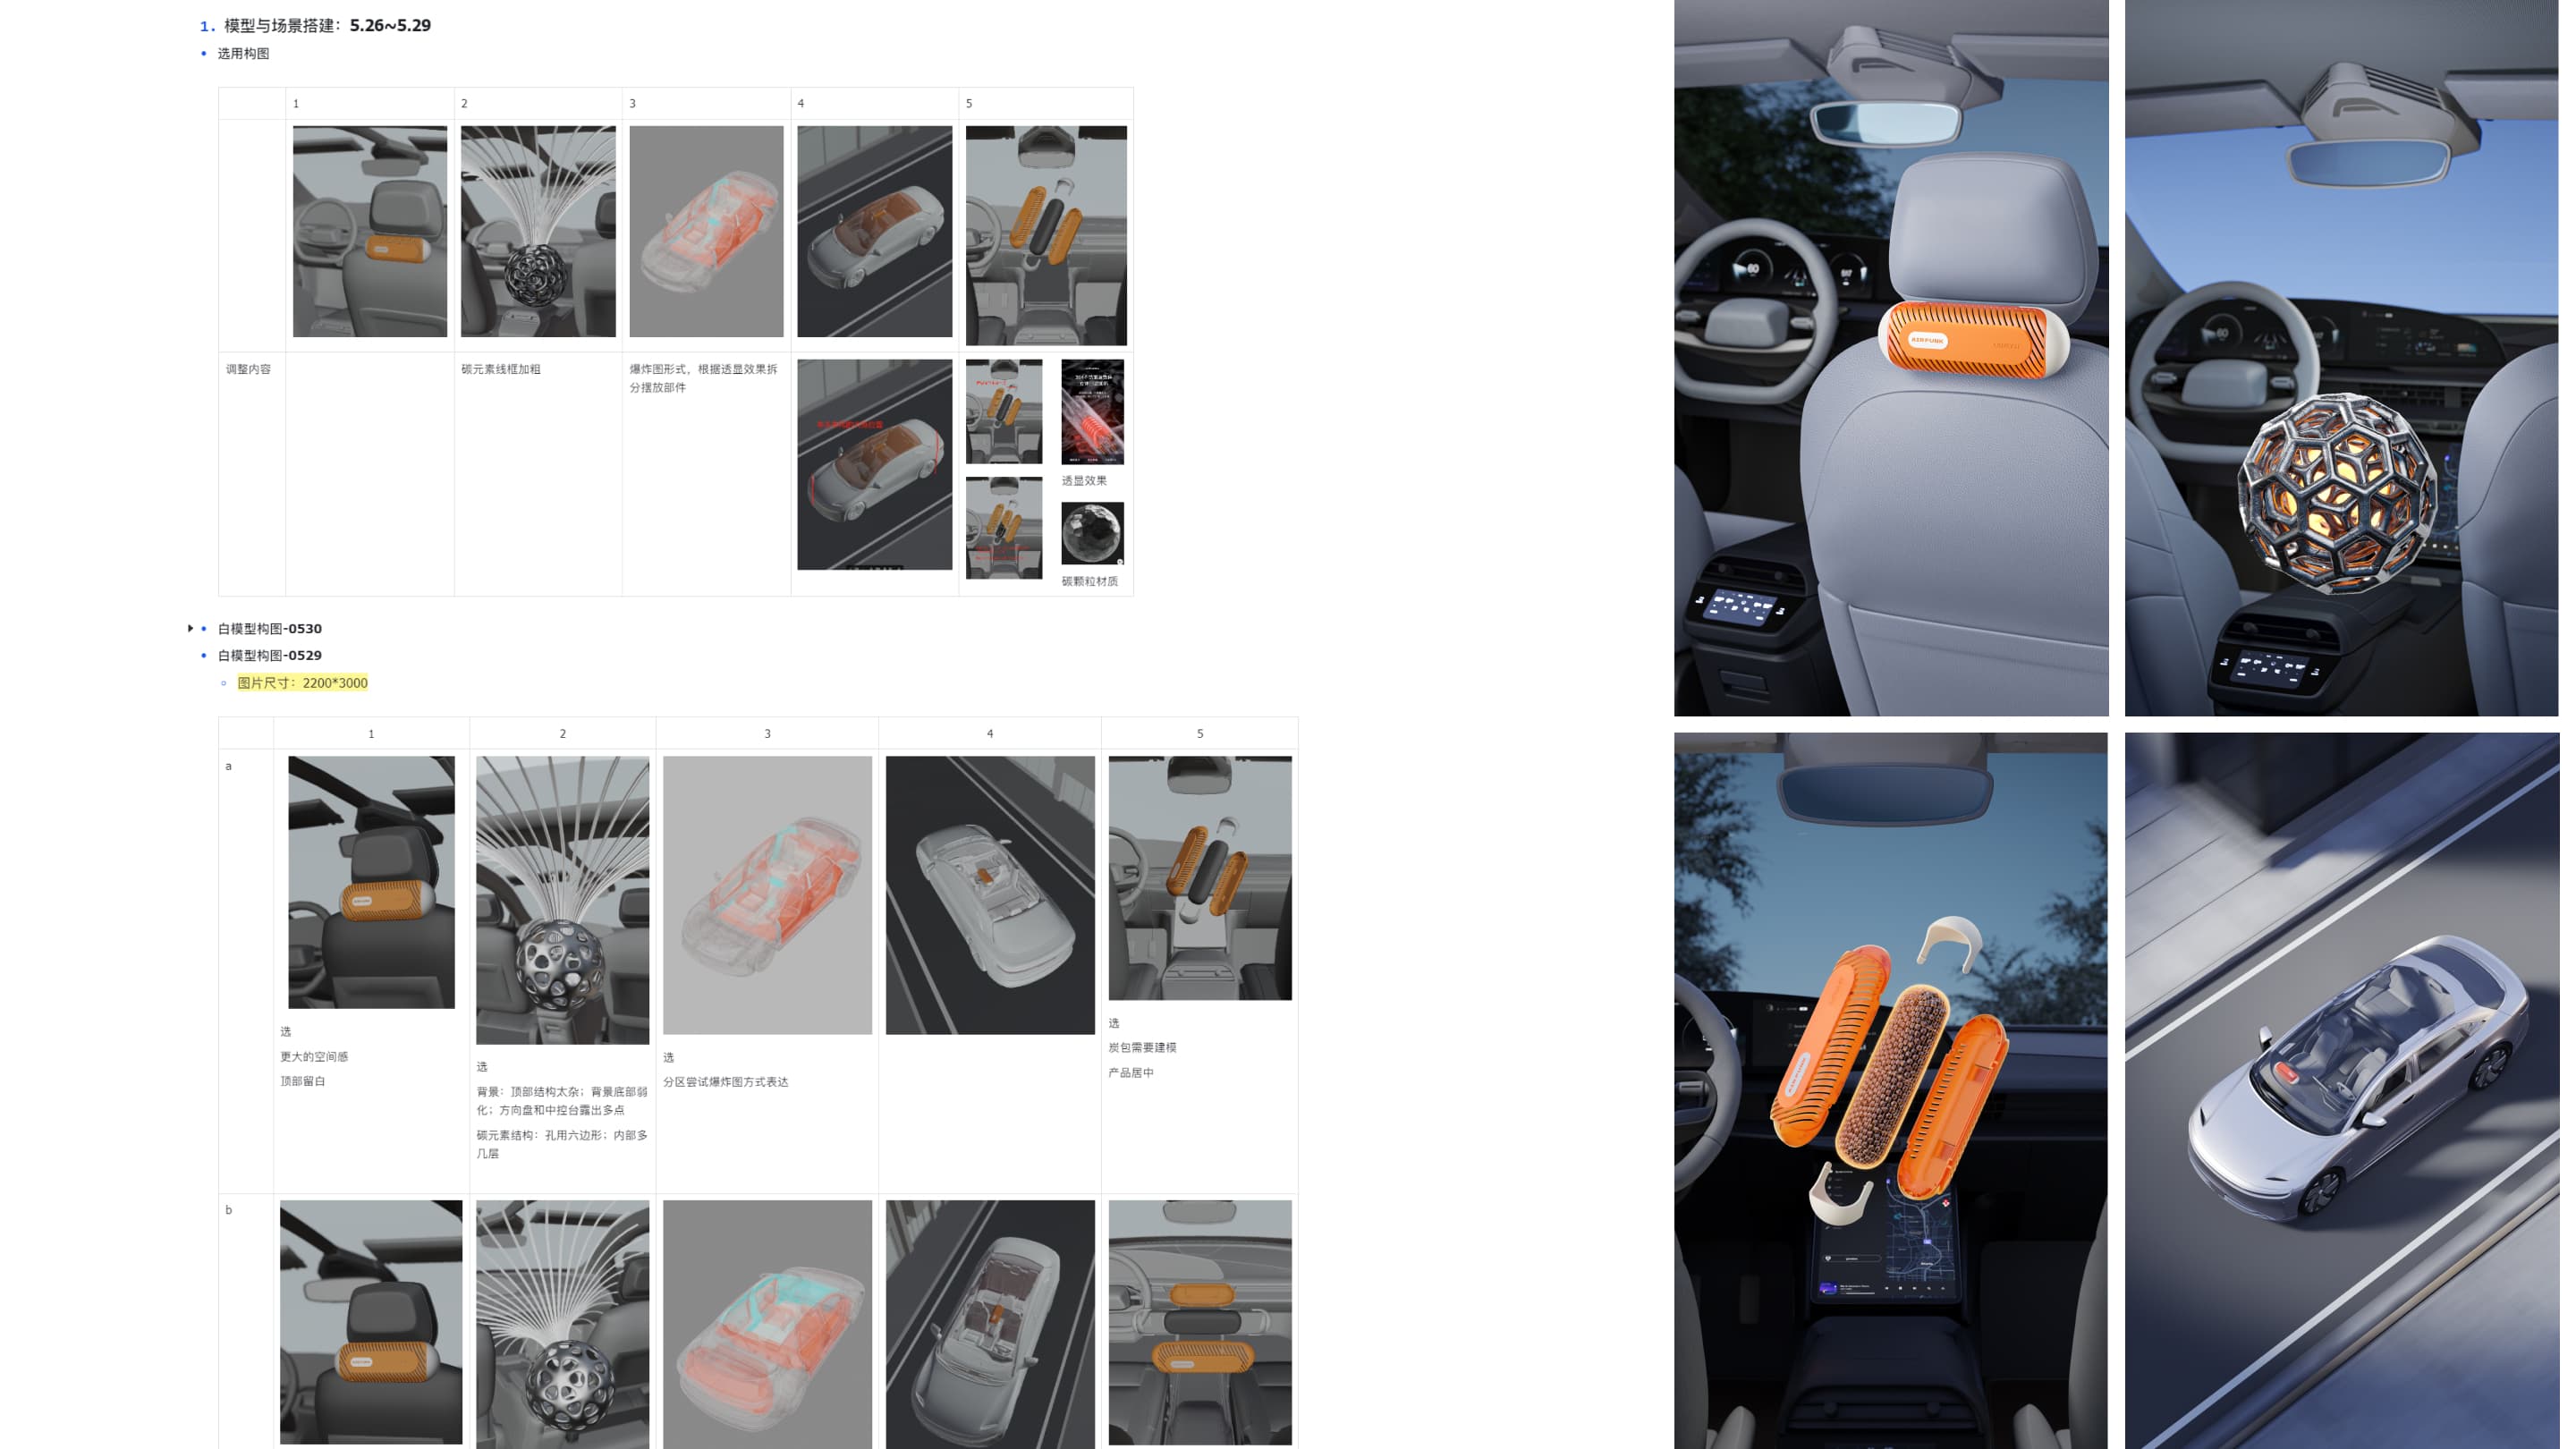 1. 模型与场景搭建：5.26~5.29
选用构图
1
2
3
4
5
调整内容
碳元素线框加粗
爆炸图形式，根据透显效果拆
分摆放部件
透显效果
碳颗粒材质
白模型构图-0530
白模型构图-0529
图片尺寸：2200*3000
1
2
3
4
5
a
选
更大的空间感
顶部留白
选
背景：顶部结构太杂；背景底部弱
化；方向盘和中控台露出多点
碳元素结构：孔用六边形；内部多
几层
选
分区尝试爆炸图方式表达
选
炭包需要建模
产品居中
b
60
60